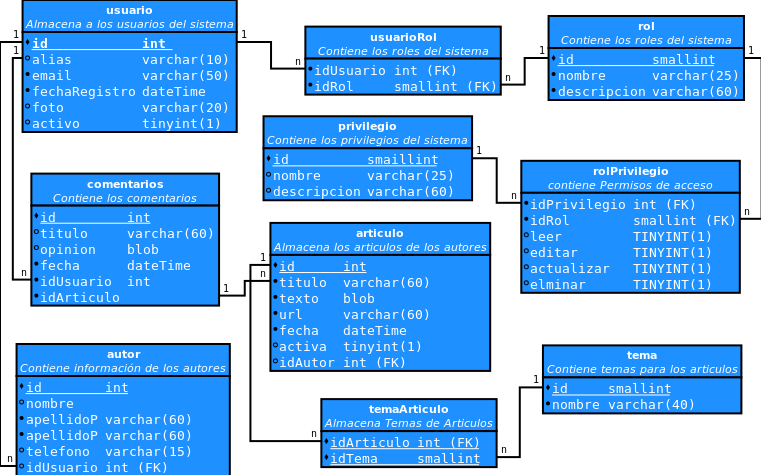 usuario
Almacena a los usuarios del sistema
id int
alias varchar(10)
email varchar(50)
fechaRegistro dateTime
foto varchar(20)
activo tinyint(1)
1
1
1
n
usuarioRol
Contiene los roles del sistema
idUsuario int (FK)
idRol smallint (FK)
n
1
rol
Contiene los roles del sistema
id smallint
nombre varchar(25)
descripcion varchar(60)
1
privilegio
Contiene los privilegios del sistema
id smaillint
nombre varchar(25)
descripcion varchar(60)
1
n
rolPrivilegio
contiene Permisos de acceso
idPrivilegio int (FK)
idRol smallint (FK)
leer TINYINT(1)
editar TINYINT(1)
actualizar TINYINT(1)
elminar TINYINT(1)
n
comentarios
Contiene los comentarios
id int
titulo varchar(60)
opinion blob
fecha dateTime
idUsuario int
idArticulo
n
1
articulo
Almacena los articulos de los autores
id int
titulo varchar(60)
texto blob
url varchar(60)
fecha dateTime
activa tinyint(1)
idAutor int (FK)
1
n
autor
Contiene información de los autores
id int
nombre
apellidoP varchar(60)
apellidoP varchar(60)
telefono varchar(15)
idUsuario int (FK)
n
temaArticulo
Almacena Temas de Articulos
idArticulo int (FK)
idTema smallint
n
n
1
tema
Contiene temas para los articulos
id smallint
nombre varchar(40)